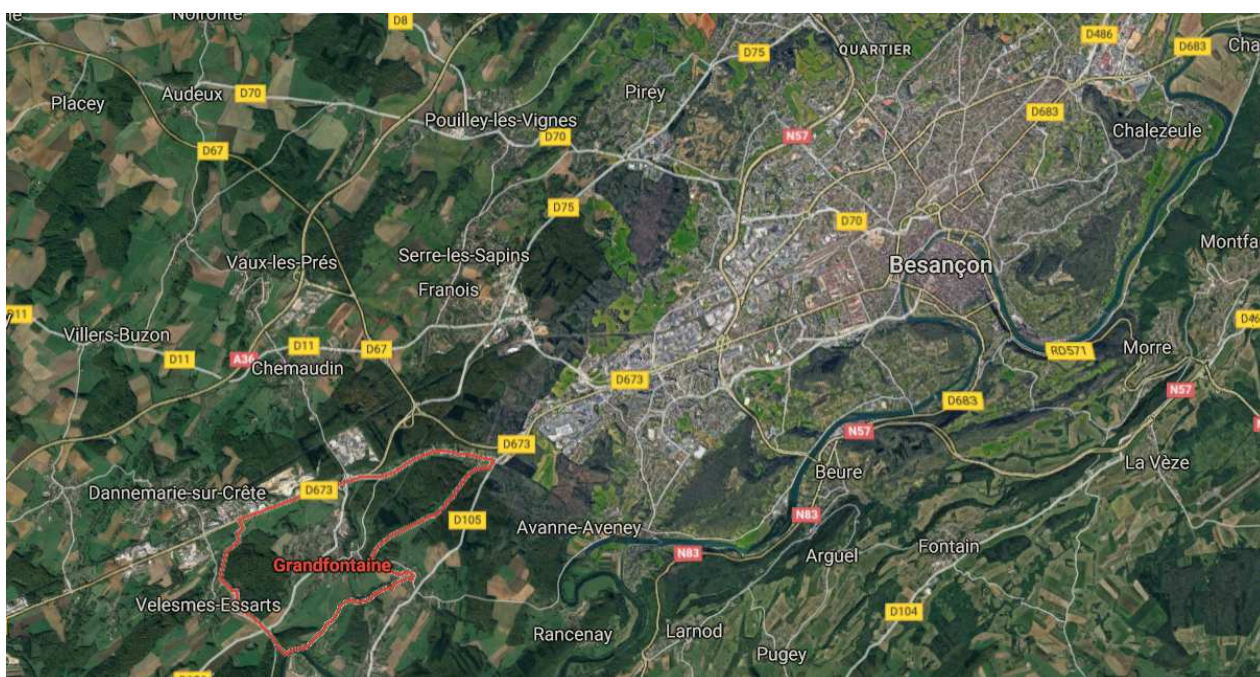 Noironte
D8
D486
D683
D75
QUARTIER
Placey
Audeux
D70
Pirey
Pouilley-les-Vignes
D70
N57
D683
Chalezeule
D67
D75
D70
Serre-les-Sapins
Vaux-les-Prés
Franois
Besançon
Villers-Buzon
D11
D11
A36
Chemaudin
D67
RD571
Morre
D673
D683
N57
D673
N57
Beure
La Vèze
Dannemarie-sur-Crête
D673
D105
Avanne-Aveney
N83
N83
Arguel
Fontain
Grandfontaine
Velesmes-Essarts
Rancenay
Larnod
D104
Pugey